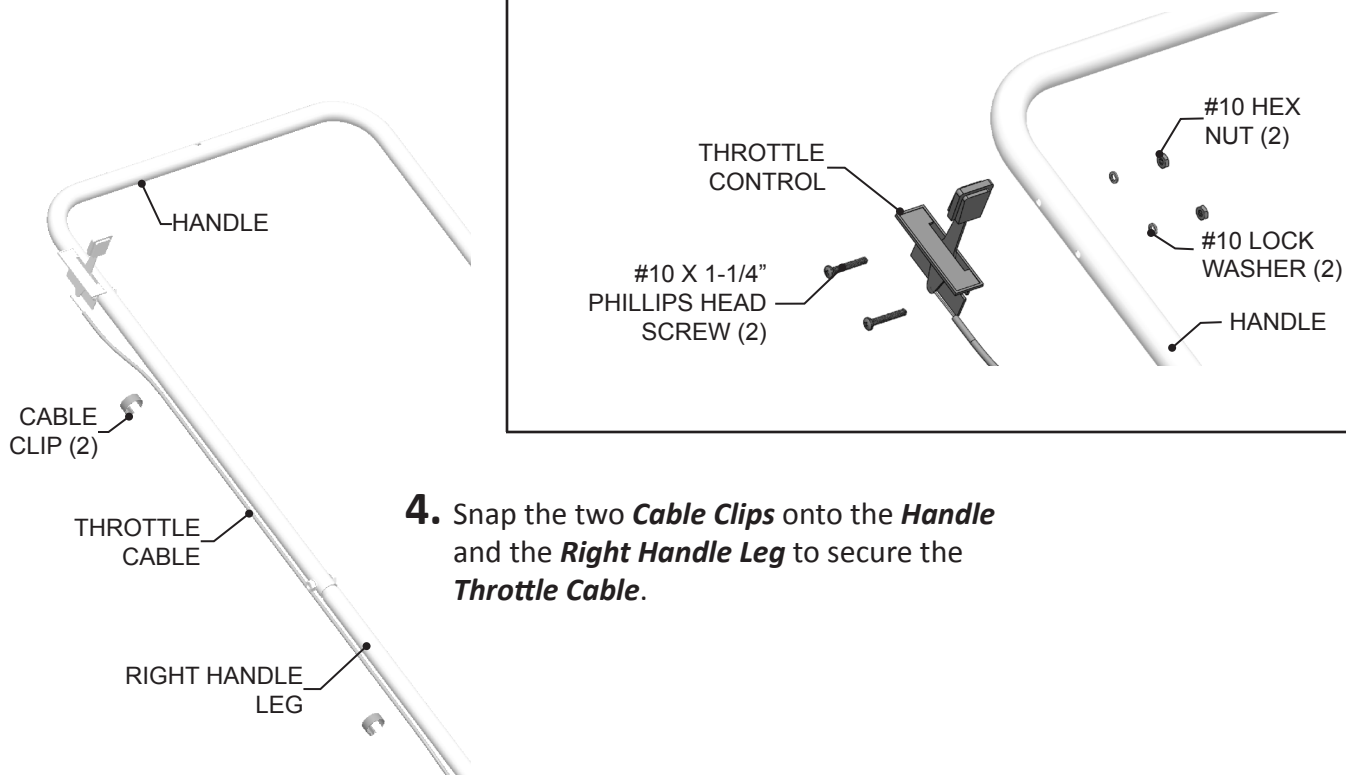 HANDLE
CABLE
CLIP (2)
THROTTLE
CABLE
RIGHT HANDLE
LEG
THROTTLE
CONTROL
#10 X 1-1/4”
PHILLIPS HEAD
SCREW (2)
#10 HEX
NUT (2)
#10 LOCK
WASHER (2)
HANDLE
4. Snap the two Cable Clips onto the Handle
and the Right Handle Leg to secure the
Throttle Cable.